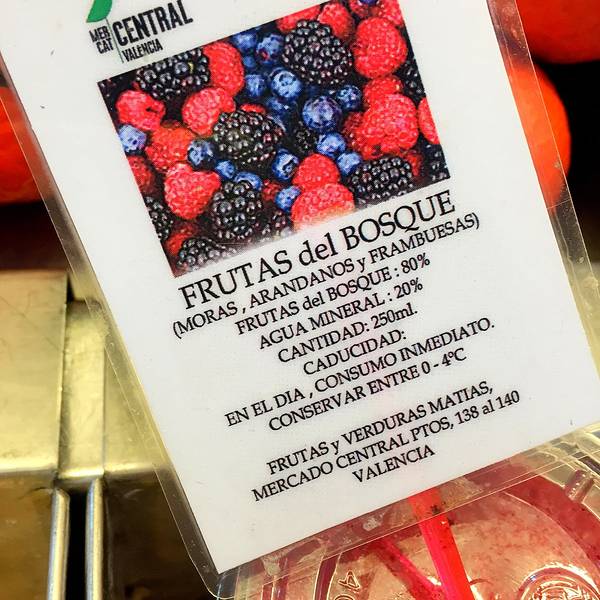 MER
CAT
CENTRAL
VALENCIA
FRUTAS del BOSQUE
(MORAS , ARANDANOS y FRAMBUESAS)
FRUTAS del BOSQUE : 80%
AGUA MINERAL : 20%
CANTIDAD: 250ml.
CADUCIDAD:
EN EL DIA , CONSUMO INMEDIATO.
CONSERVAR ENTRE 0 - 4ºC
FRUTAS y VERDURAS MATIAS,
MERCADO CENTRAL PTOS, 138 al 140
VALENCIA